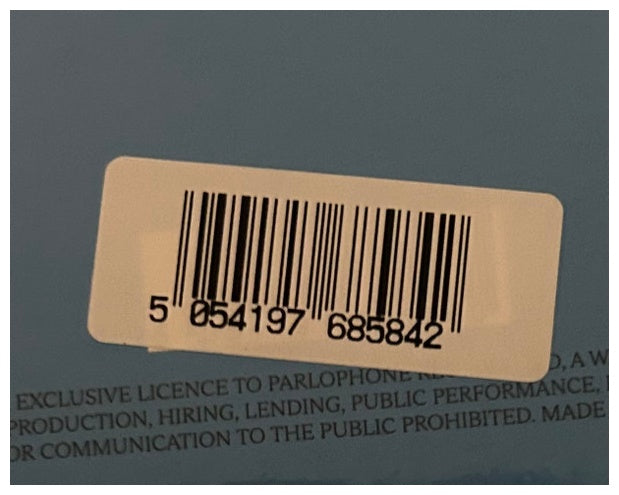 5 054197 685842
EXCLUSIVE LICENCE TO PARLOPHONE D, A W
PRODUCTION, HIRING, LENDING, PUBLIC PERFORMANCE,
OR COMMUNICATION TO THE PUBLIC PROHIBITED. MADE